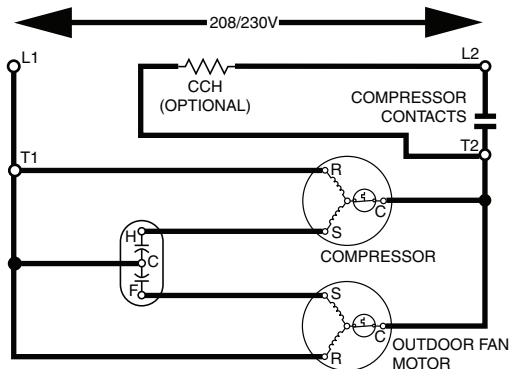 208/230V
L1
L2
CCH
(OPTIONAL)
COMPRESSOR
CONTACTS
T1
T2
R
C
S
H
C
F
COMPRESSOR
S
C
R
OUTDOOR FAN
MOTOR